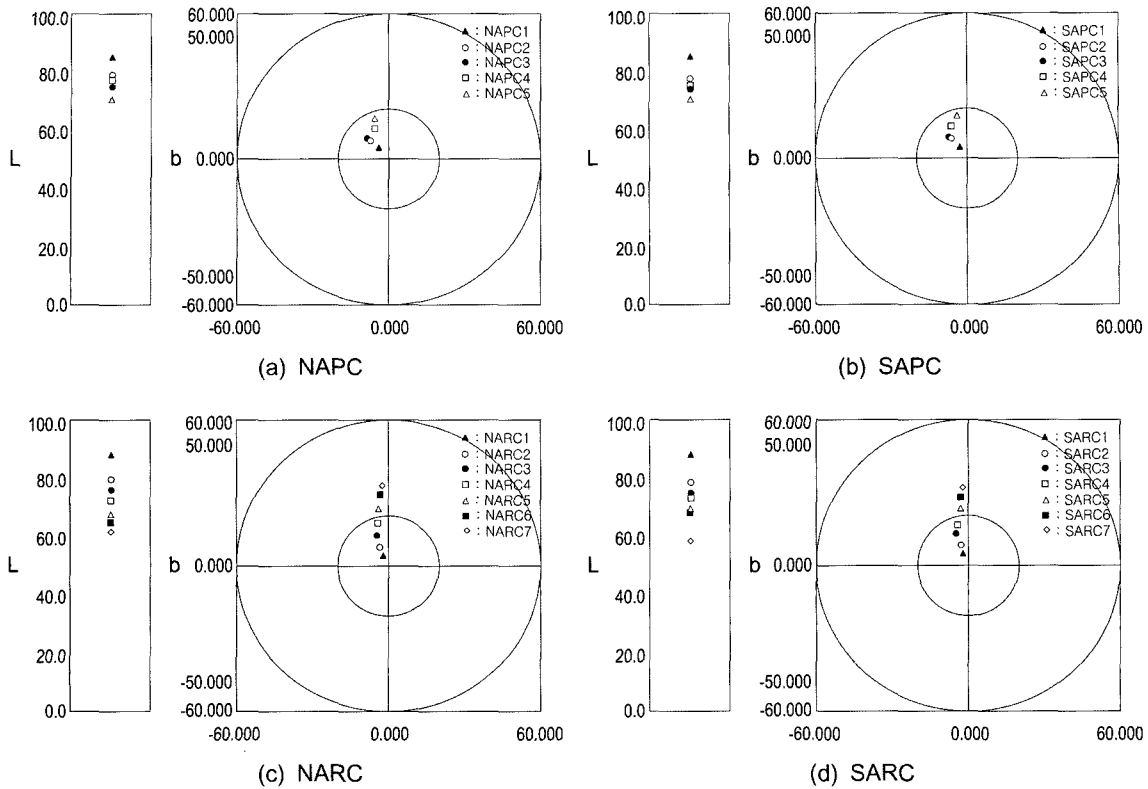 100.0
80.0
60.0
L
40.0
20.0
0.0
60.000
50.000
b
0.000
-50.000
-60.000
-60.000 0.000 60.000
▲ : NAPC1
○ : NAPC2
● : NAPC3
□ : NAPC4
△ : NAPC5
(a) NAPC
100.0
80.0
60.0
L
40.0
20.0
0.0
60.000
50.000
b
0.000
-50.000
-60.000
-60.000 0.000 60.000
▲ : SAPC1
○ : SAPC2
● : SAPC3
□ : SAPC4
△ : SAPC5
(b) SAPC
100.0
80.0
60.0
L
40.0
20.0
0.0
60.000
50.000
b
0.000
-50.000
-60.000
-60.000 0.000 60.000
▲ : NARC1
○ : NARC2
● : NARC3
□ : NARC4
△ : NARC5
■ : NARC6
◇ : NARC7
(c) NARC
100.0
80.0
60.0
L
40.0
20.0
0.0
60.000
50.000
b
0.000
-50.000
-60.000
-60.000 0.000 60.000
▲ : SARC1
○ : SARC2
● : SARC3
□ : SARC4
△ : SARC5
■ : SARC6
◇ : SARC7
(d) SARC